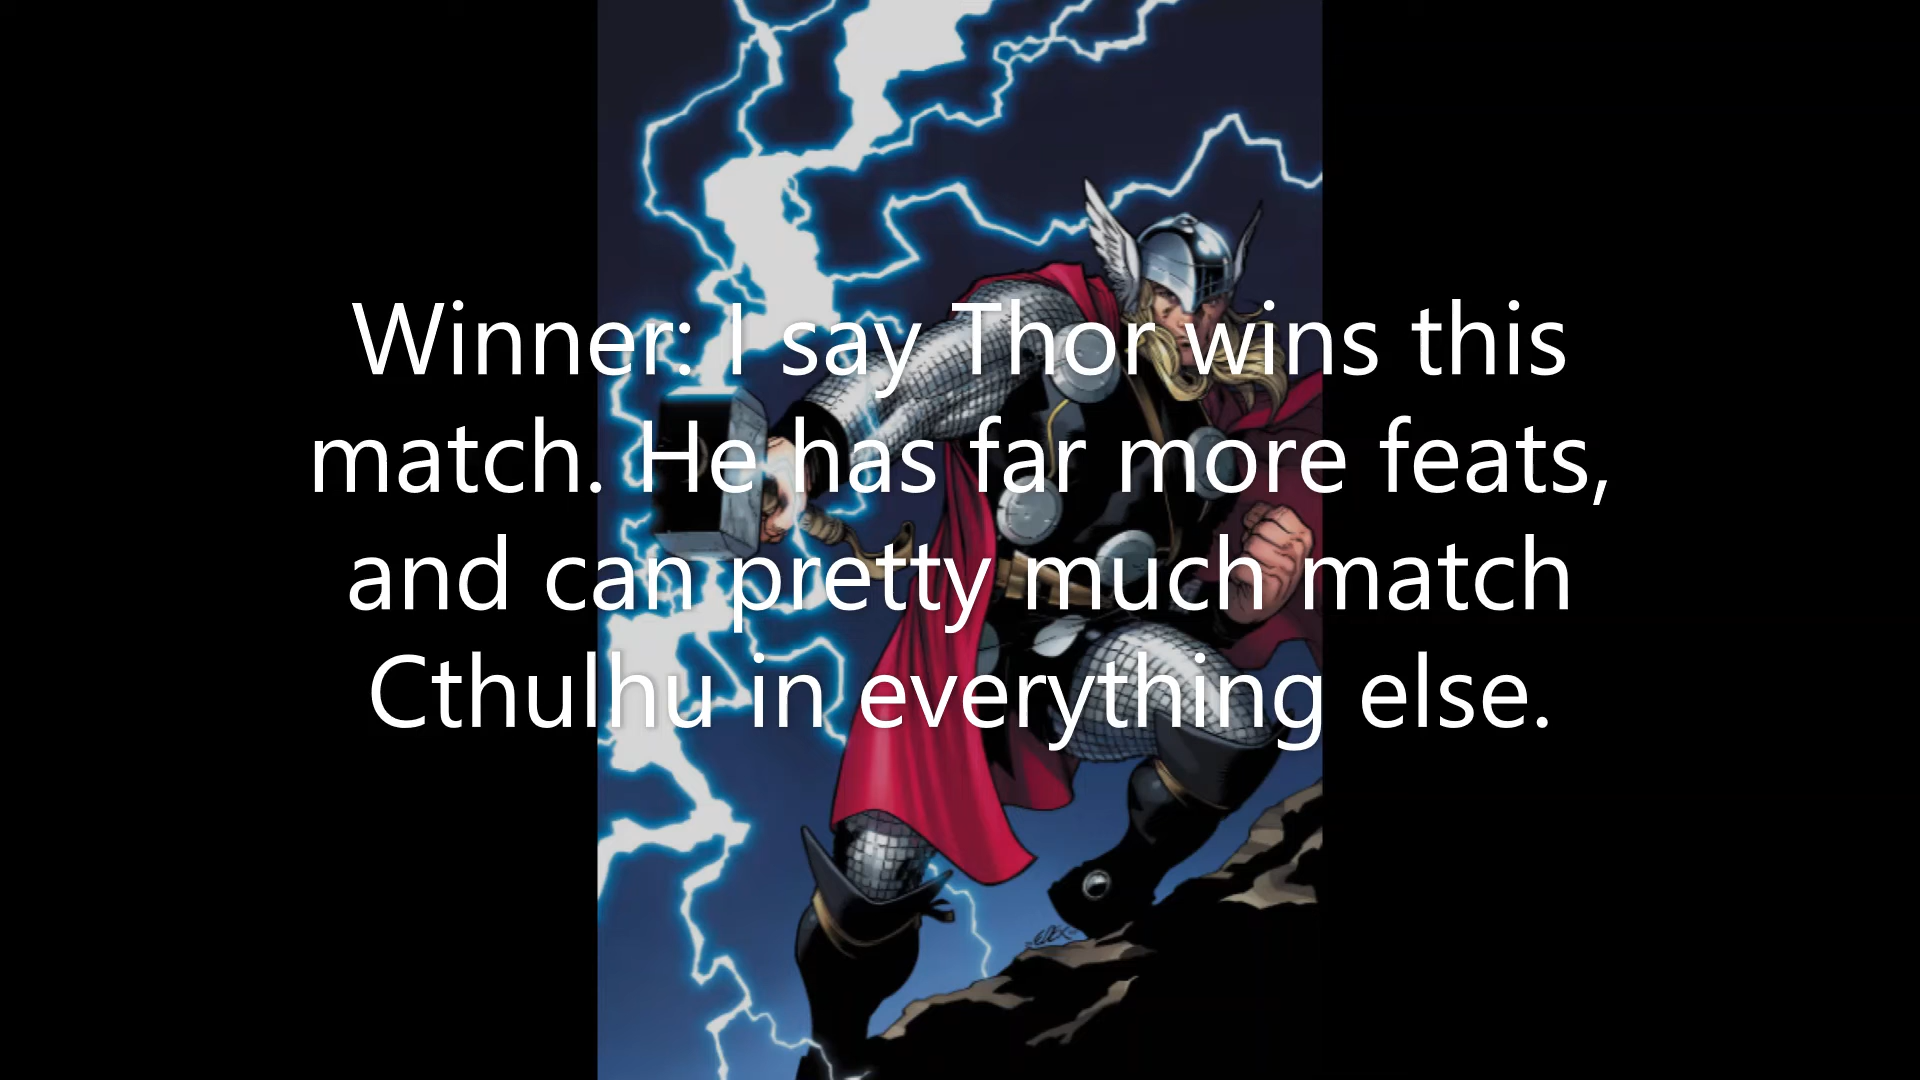 Winner: I say Thor wins this
match. He has far more feats,
and can pretty much match
Cthulhu in everything else.